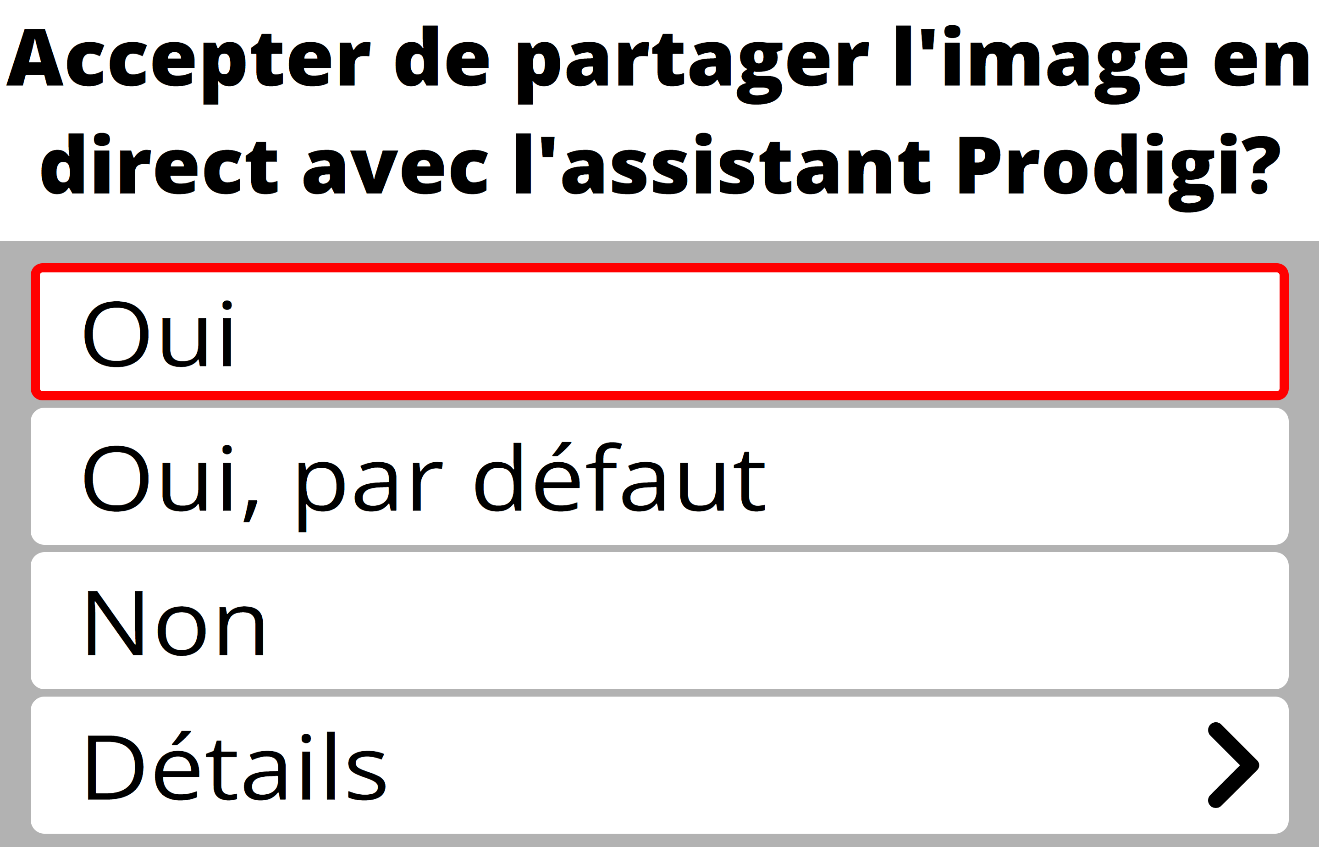 Accepter de partager l'image en
direct avec l'assistant Prodigi?
Oui
Oui, par défaut
Non
Détails